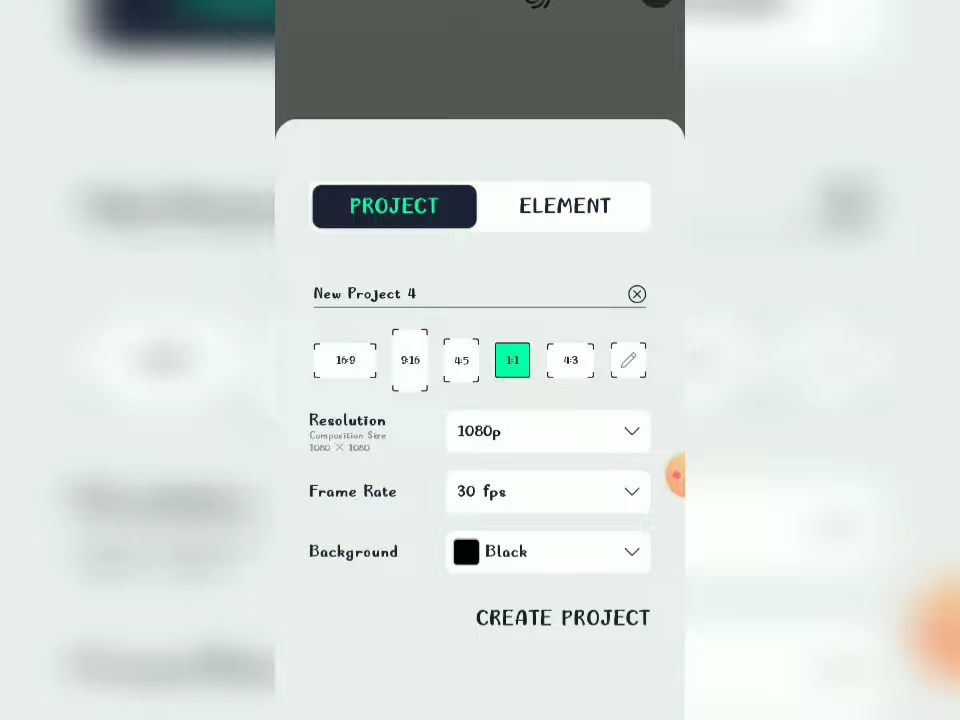 PROJECT ELEMENT
New Project 4
16:9 9:16 4:5 1:1 4:3
Resolution 1080p
Composition Size
1080 × 1080
Frame Rate 30 fps
Background Black
CREATE PROJECT